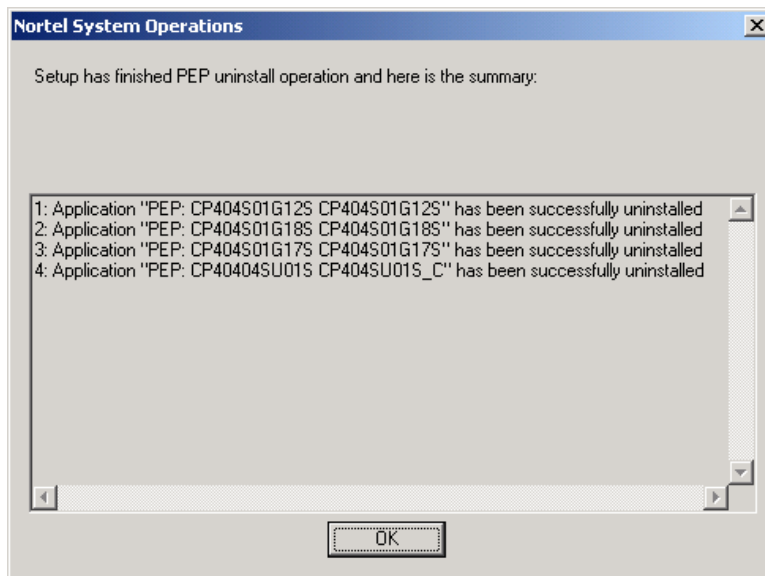 Nortel System Operations
Setup has finished PEP uninstall operation and here is the summary:
1: Application "PEP: CP404S01G12S CP404S01G12S" has been successfully uninstalled
2: Application "PEP: CP404S01G18S CP404S01G18S" has been successfully uninstalled
3: Application "PEP: CP404S01G17S CP404S01G17S" has been successfully uninstalled
4: Application "PEP: CP40404SU01S CP404SU01S_C" has been successfully uninstalled
OK